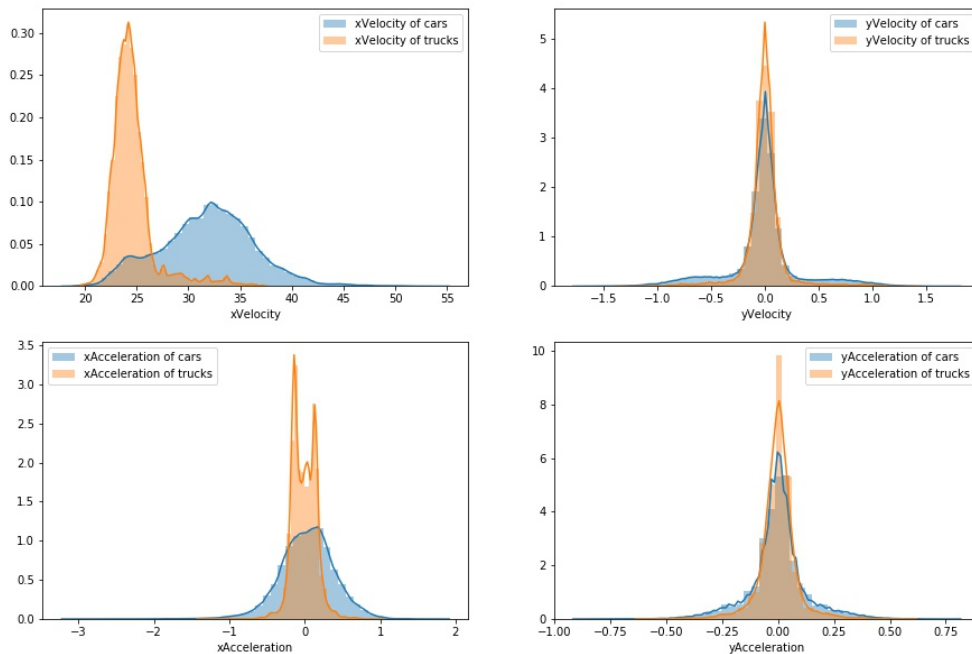 xVelocity of cars
xVelocity of trucks
0.30
0.25
0.20
0.15
0.10
0.05
0.00
20 25 30 35 40 45 50 55
xVelocity
yVelocity of cars
yVelocity of trucks
5
4
3
2
1
0
−1.5 −1.0 −0.5 0.0 0.5 1.0 1.5
yVelocity
xAcceleration of cars
xAcceleration of trucks
3.5
3.0
2.5
2.0
1.5
1.0
0.5
0.0
−3 −2 −1 0 1 2
xAcceleration
yAcceleration of cars
yAcceleration of trucks
10
8
6
4
2
0
−1.00 −0.75 −0.50 −0.25 0.00 0.25 0.50 0.75
yAcceleration